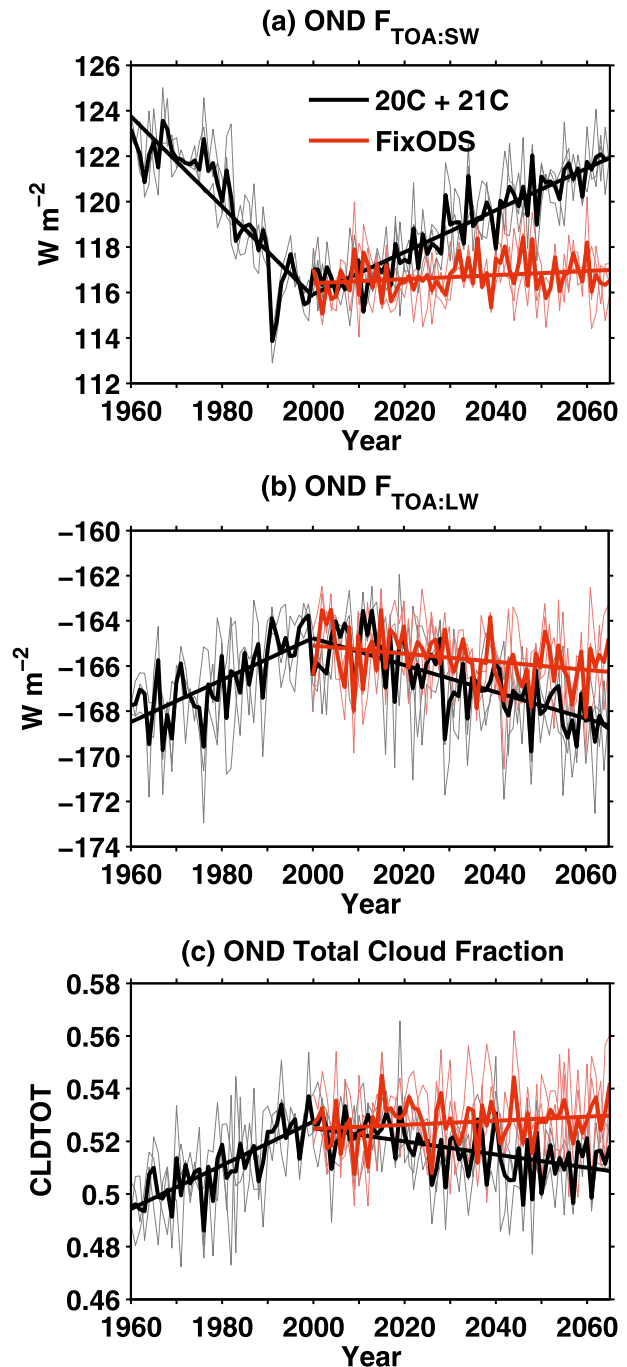 (a) OND F_TOA:SW
126
124
122
120
118
116
114
112
W m−2
20C + 21C
FixODS
1960 1980 2000 2020 2040 2060
Year
(b) OND F_TOA:LW
−160
−162
−164
−166
−168
−170
−172
−174
W m−2
1960 1980 2000 2020 2040 2060
Year
(c) OND Total Cloud Fraction
0.58
0.56
0.54
0.52
0.5
0.48
0.46
CLDTOT
1960 1980 2000 2020 2040 2060
Year